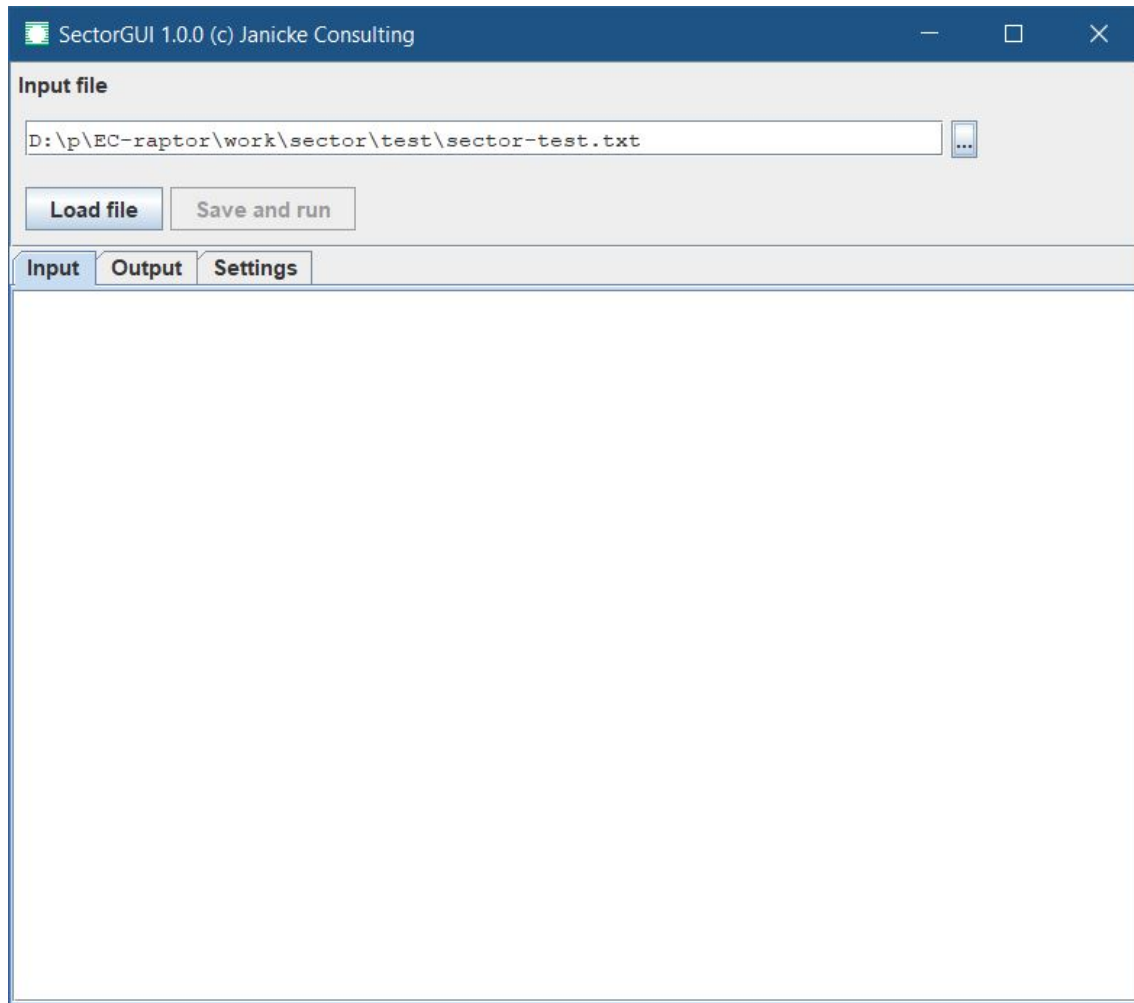 SectorGUI 1.0.0 (c) Janicke Consulting
Input file
D:\p\EC-raptor\work\sector\test\sector-test.txt ...
Load file Save and run
Input Output Settings